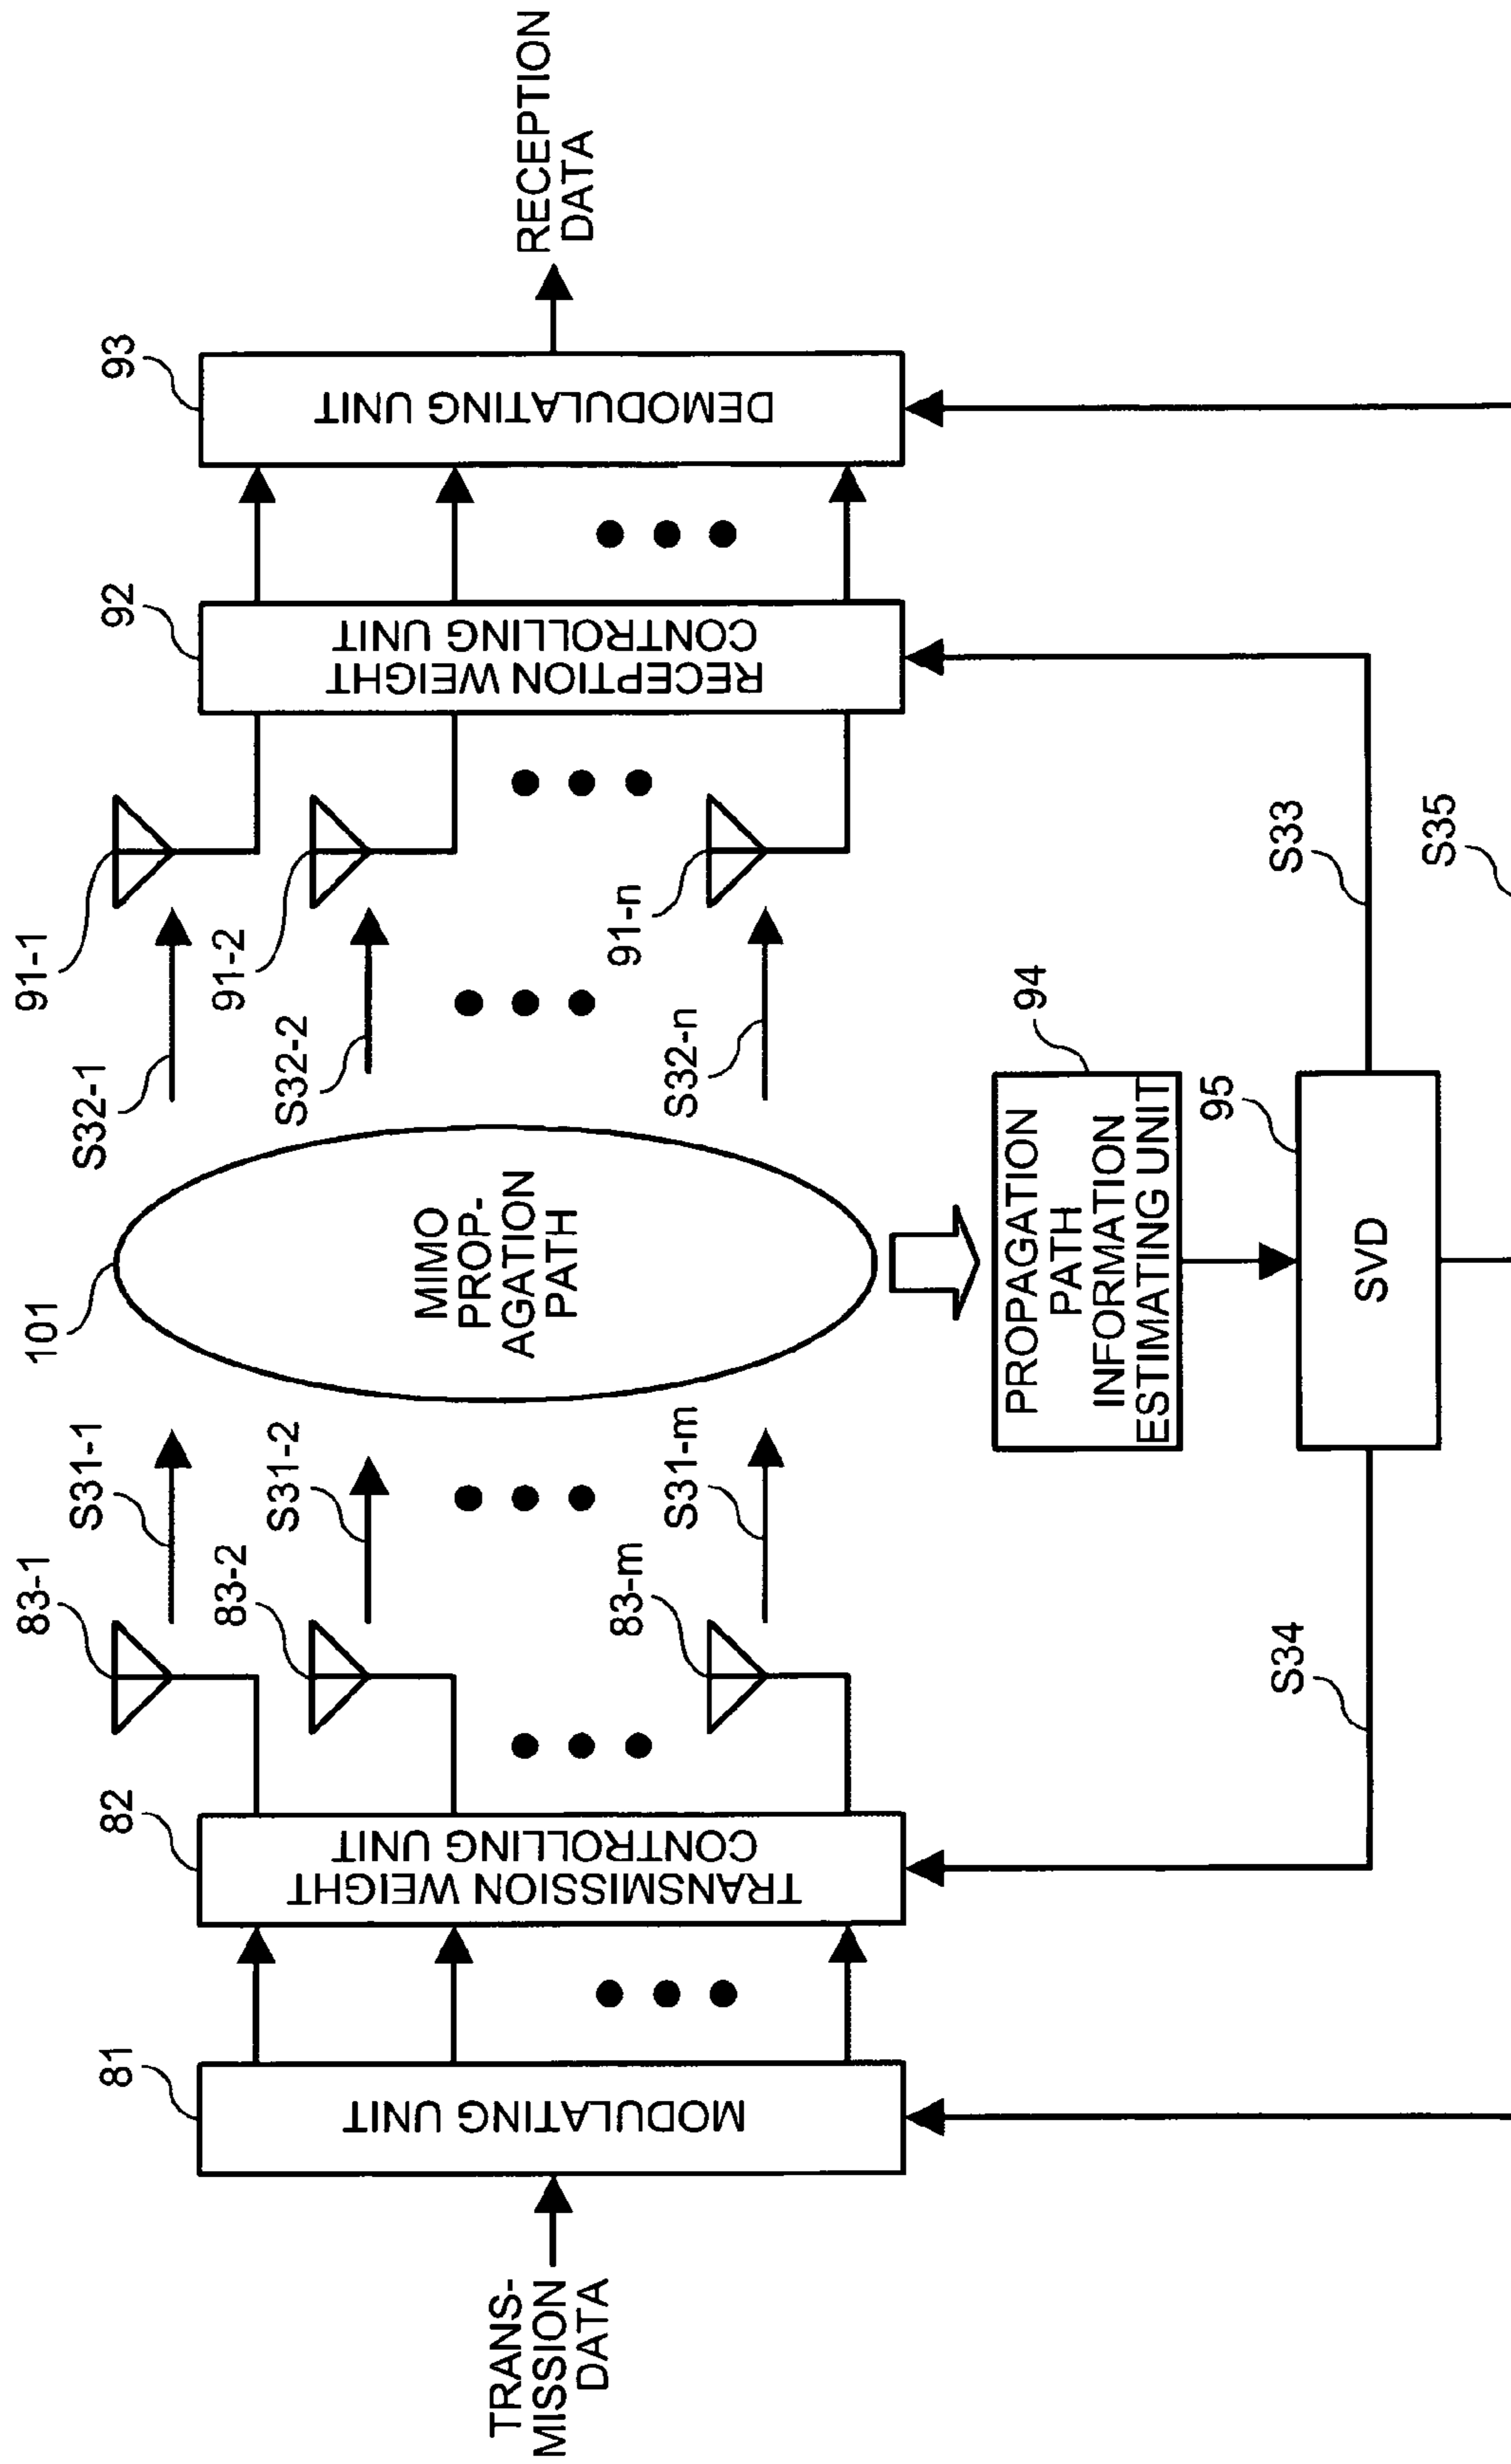 TRANS-
MISSION
DATA
81
MODULATING UNIT
82
TRANSMISSION WEIGHT
CONTROLLING UNIT
83-1
83-2
83-m
S31-1
S31-2
S31-m
101
MIMO
PROP-
AGATION
PATH
S32-1
S32-2
S32-n
91-1
91-2
91-n
92
RECEPTION WEIGHT
CONTROLLING UNIT
93
DEMODULATING UNIT
RECEPTION
DATA
94
PROPAGATION
PATH
INFORMATION
ESTIMATING UNIT
95
SVD
S34
S33
S35